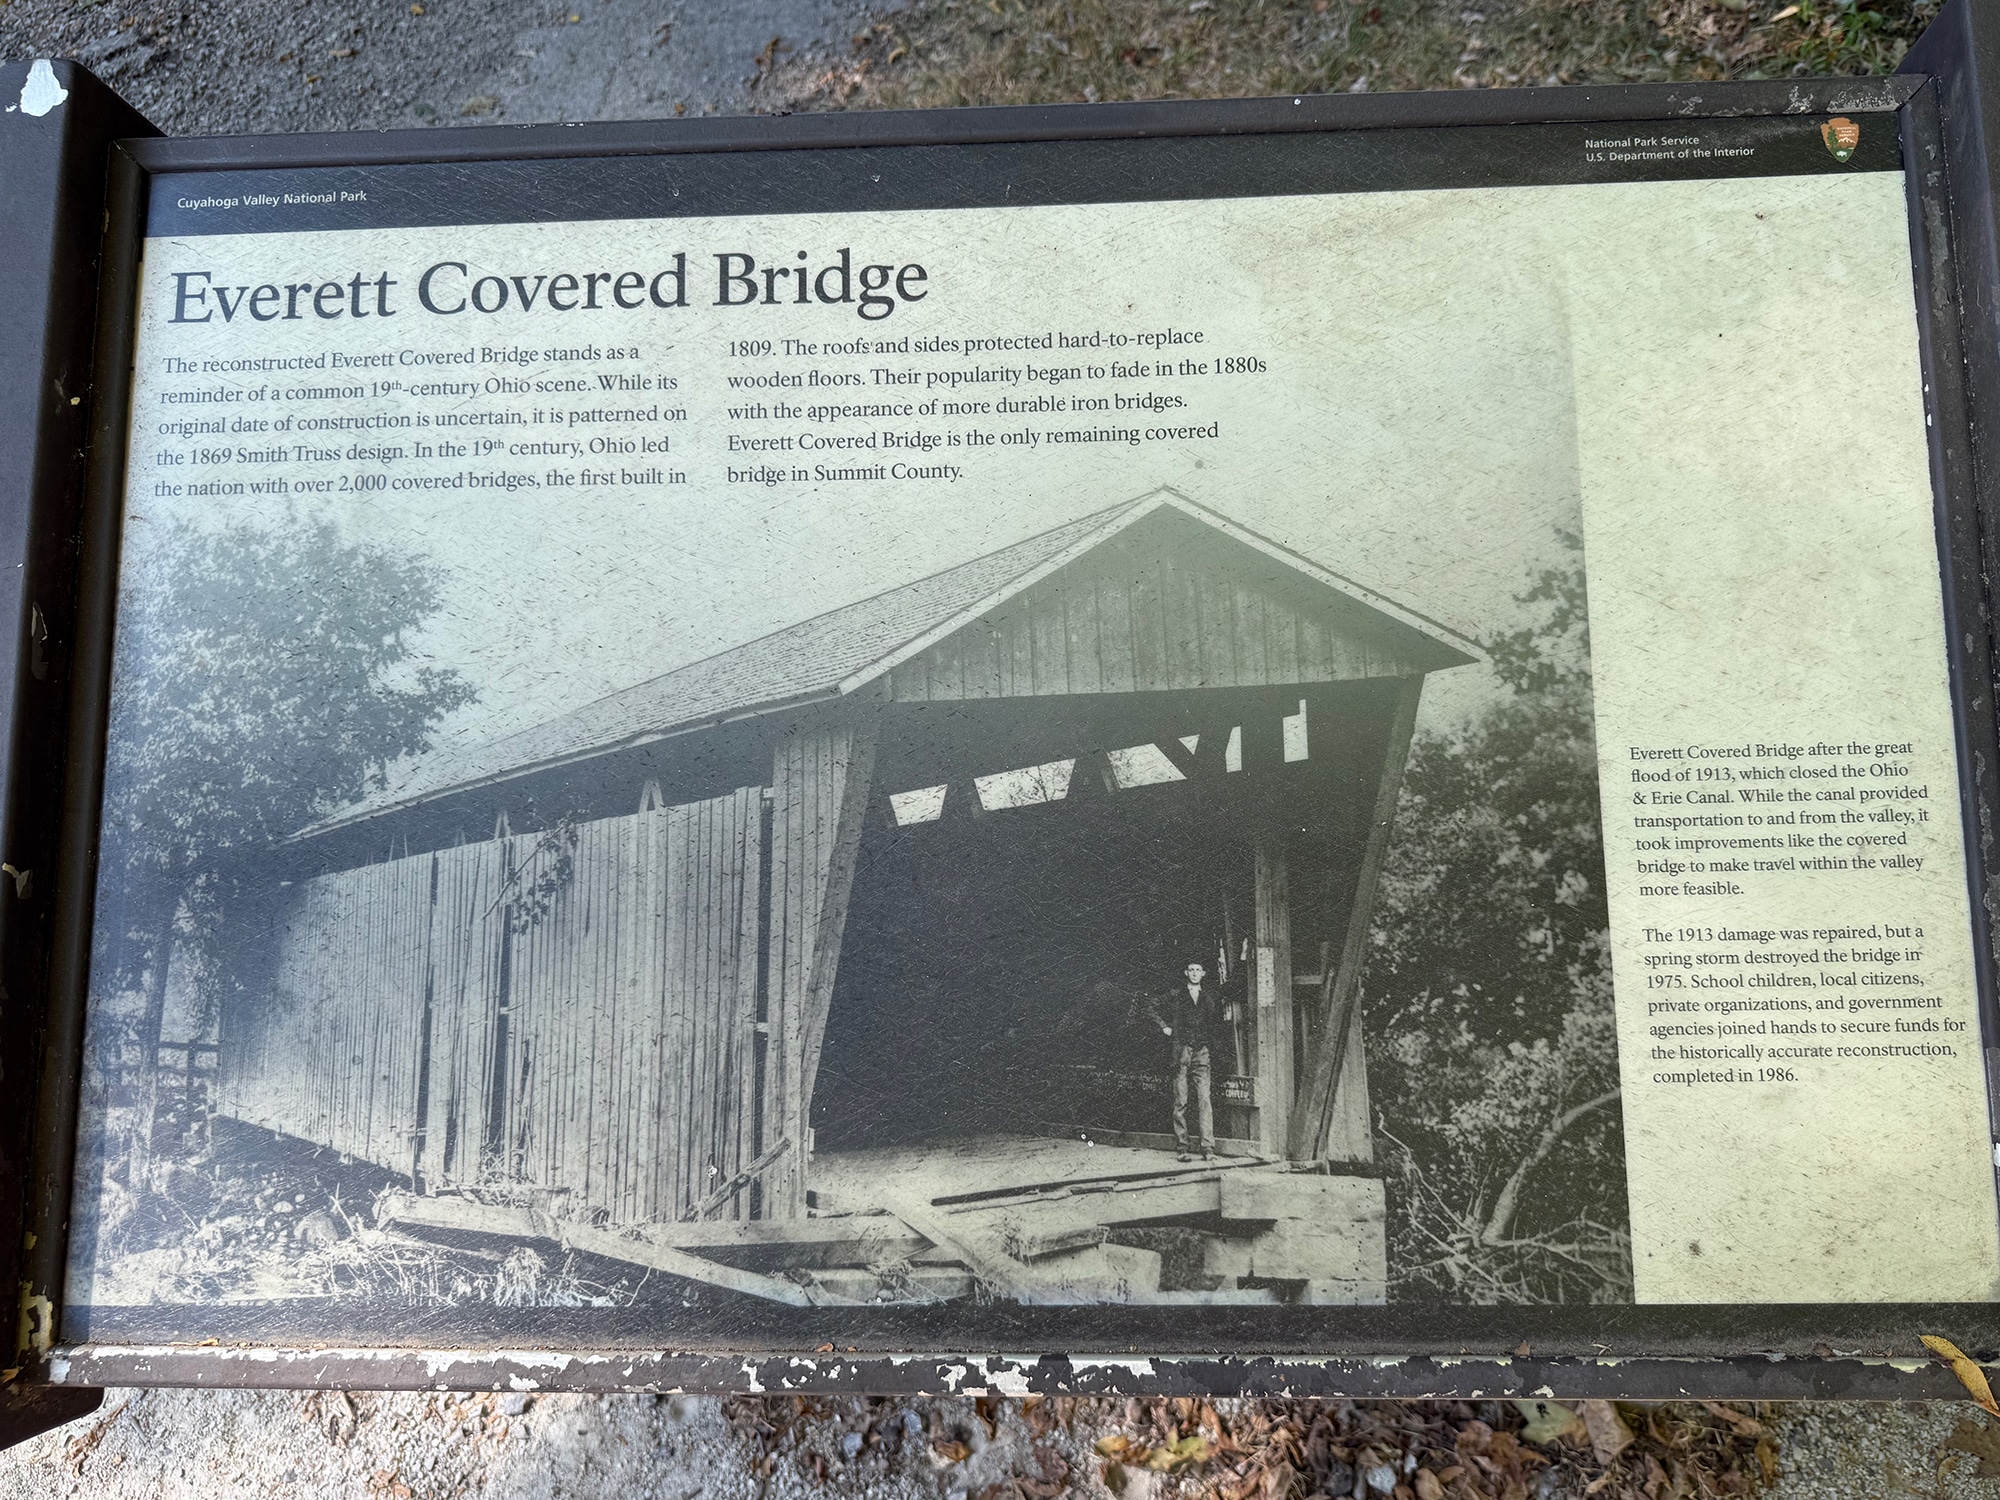 Cuyahoga Valley National Park
National Park Service
U.S. Department of the Interior
Everett Covered Bridge
The reconstructed Everett Covered Bridge stands as a
reminder of a common 19th-century Ohio scene. While its
original date of construction is uncertain, it is patterned on
the 1869 Smith Truss design. In the 19th century, Ohio led
the nation with over 2,000 covered bridges, the first built in
1809. The roofs and sides protected hard-to-replace
wooden floors. Their popularity began to fade in the 1880s
with the appearance of more durable iron bridges.
Everett Covered Bridge is the only remaining covered
bridge in Summit County.
Everett Covered Bridge after the great
flood of 1913, which closed the Ohio
& Erie Canal. While the canal provided
transportation to and from the valley, it
took improvements like the covered
bridge to make travel within the valley
more feasible.
The 1913 damage was repaired, but a
spring storm destroyed the bridge in
1975. School children, local citizens,
private organizations, and government
agencies joined hands to secure funds for
the historically accurate reconstruction,
completed in 1986.